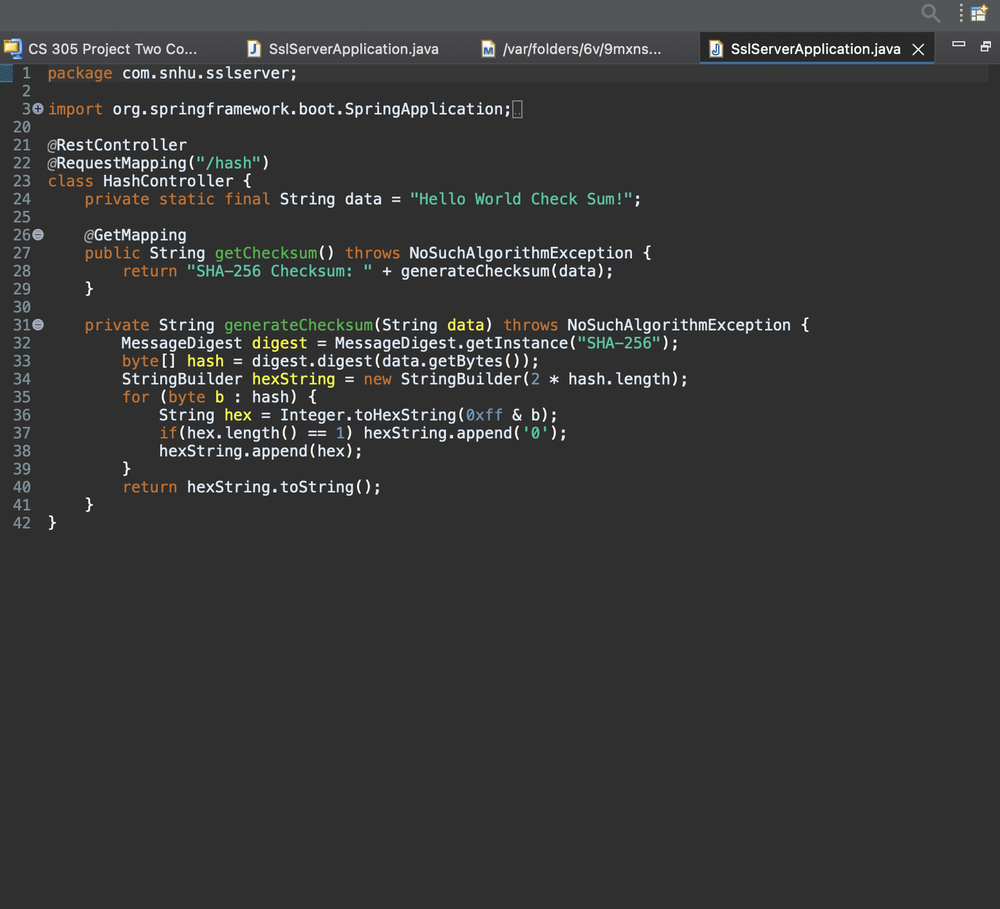 CS 305 Project Two Co...
SslServerApplication.java
/var/folders/6v/9mxns...
SslServerApplication.java
1 package com.snhu.sslserver;
2
3 import org.springframework.boot.SpringApplication;
20
21 @RestController
22 @RequestMapping("/hash")
23 class HashController {
24     private static final String data = "Hello World Check Sum!";
25
26     @GetMapping
27     public String getChecksum() throws NoSuchAlgorithmException {
28         return "SHA-256 Checksum: " + generateChecksum(data);
29     }
30
31     private String generateChecksum(String data) throws NoSuchAlgorithmException {
32         MessageDigest digest = MessageDigest.getInstance("SHA-256");
33         byte[] hash = digest.digest(data.getBytes());
34         StringBuilder hexString = new StringBuilder(2 * hash.length);
35         for (byte b : hash) {
36             String hex = Integer.toHexString(0xff & b);
37             if(hex.length() == 1) hexString.append('0');
38             hexString.append(hex);
39         }
40         return hexString.toString();
41     }
42 }